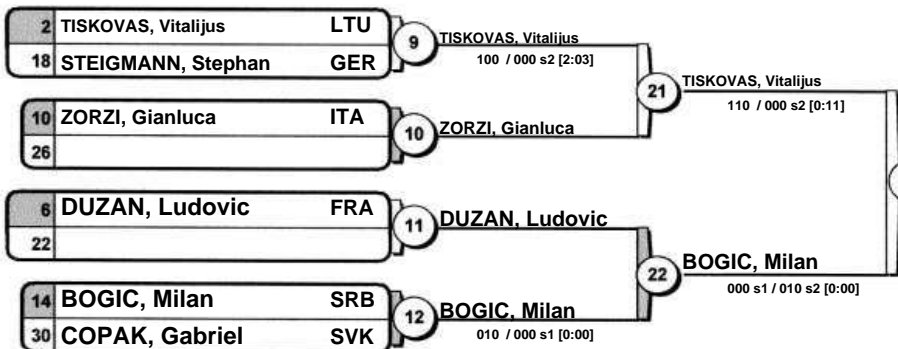 2 TISKOVAS, Vitalijus LTU
18 STEIGMANN, Stephan GER
9
TISKOVAS, Vitalijus
100 / 000 s2 [2:03]
10 ZORZI, Gianluca ITA
26
10
ZORZI, Gianluca
21
TISKOVAS, Vitalijus
110 / 000 s2 [0:11]
6 DUZAN, Ludovic FRA
22
11
DUZAN, Ludovic
14 BOGIC, Milan SRB
30 COPAK, Gabriel SVK
12
BOGIC, Milan
010 / 000 s1 [0:00]
22
BOGIC, Milan
000 s1 / 010 s2 [0:00]